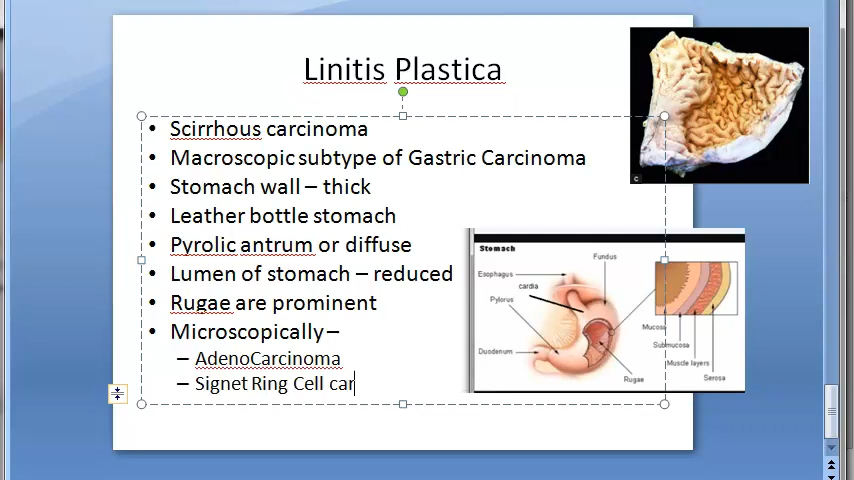 Linitis Plastica
• Scirrhous carcinoma
• Macroscopic subtype of Gastric Carcinoma
• Stomach wall – thick
• Leather bottle stomach
• Pyrolic antrum or diffuse
• Lumen of stomach – reduced
• Rugae are prominent
• Microscopically –
– AdenoCarcinoma
– Signet Ring Cell car
C
Stomach
Fundus
Esophagus
cardia
Pylorus
Mucosa
Submucosa
Duodenum
Muscle layers
Rugae
Serosa